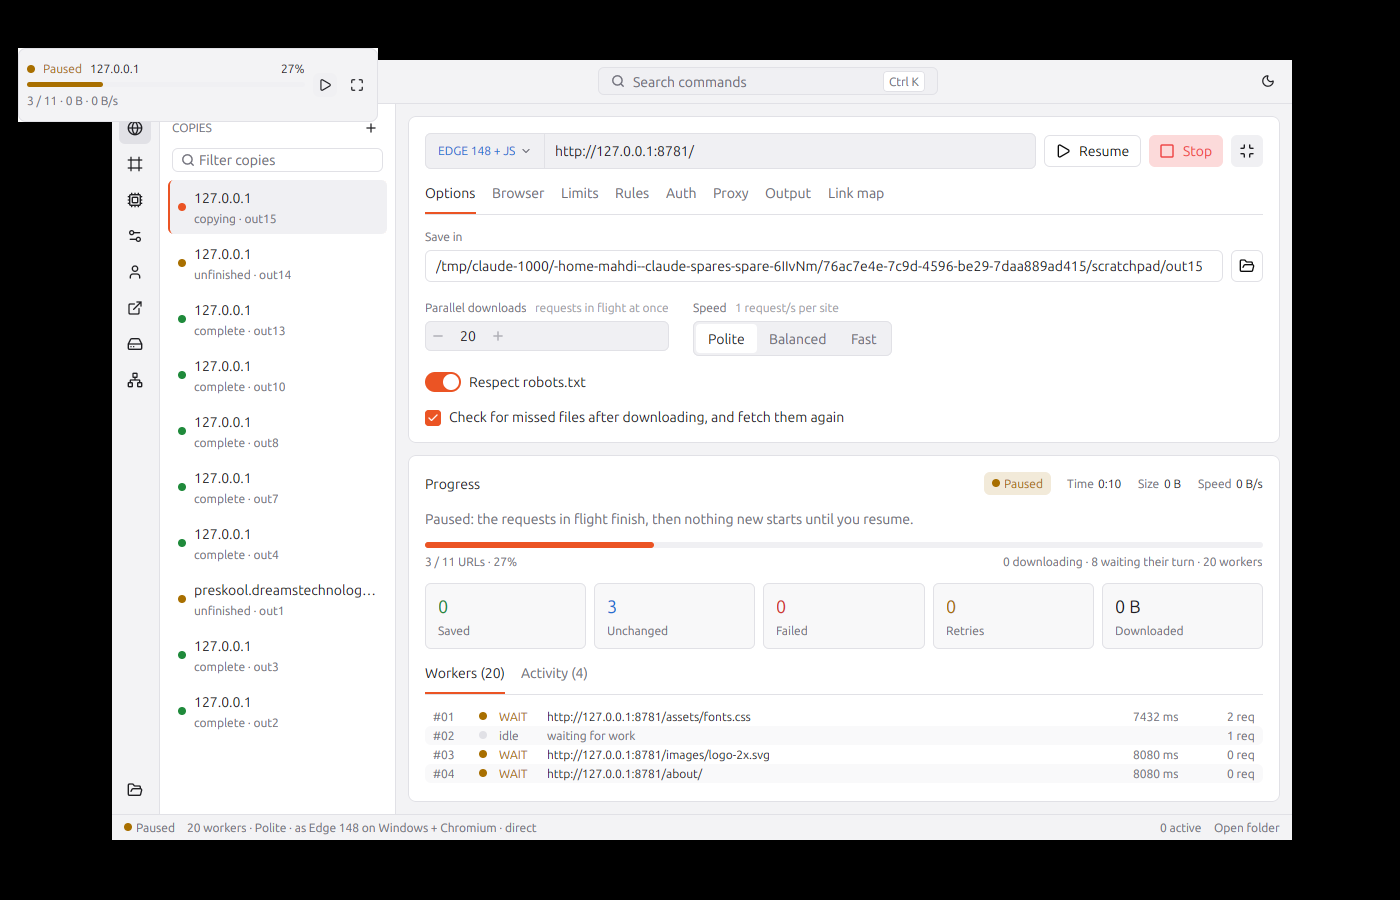 Paused 127.0.0.1 27%
3 / 11 · 0 B · 0 B/s
Search commands Ctrl K
COPIES
Filter copies
127.0.0.1
copying · out15
127.0.0.1
unfinished · out14
127.0.0.1
complete · out13
127.0.0.1
complete · out10
127.0.0.1
complete · out8
127.0.0.1
complete · out7
127.0.0.1
complete · out4
preskool.dreamstechnolog...
unfinished · out1
127.0.0.1
complete · out3
127.0.0.1
complete · out2
EDGE 148 + JS http://127.0.0.1:8781/ Resume Stop
Options Browser Limits Rules Auth Proxy Output Link map
Save in
/tmp/claude-1000/-home-mahdi--claude-spares-spare-6IIvNm/76ac7e4e-7c9d-4596-be29-7daa889ad415/scratchpad/out15
Parallel downloads requests in flight at once Speed 1 request/s per site
20 Polite Balanced Fast
Respect robots.txt
Check for missed files after downloading, and fetch them again
Progress Paused Time 0:10 Size 0 B Speed 0 B/s
Paused: the requests in flight finish, then nothing new starts until you resume.
3 / 11 URLs · 27% 0 downloading · 8 waiting their turn · 20 workers
0 3 0 0 0 B
Saved Unchanged Failed Retries Downloaded
Workers (20) Activity (4)
#01 WAIT http://127.0.0.1:8781/assets/fonts.css 7432 ms 2 req
#02 idle waiting for work 1 req
#03 WAIT http://127.0.0.1:8781/images/logo-2x.svg 8080 ms 0 req
#04 WAIT http://127.0.0.1:8781/about/ 8080 ms 0 req
Paused 20 workers · Polite · as Edge 148 on Windows + Chromium · direct 0 active Open folder